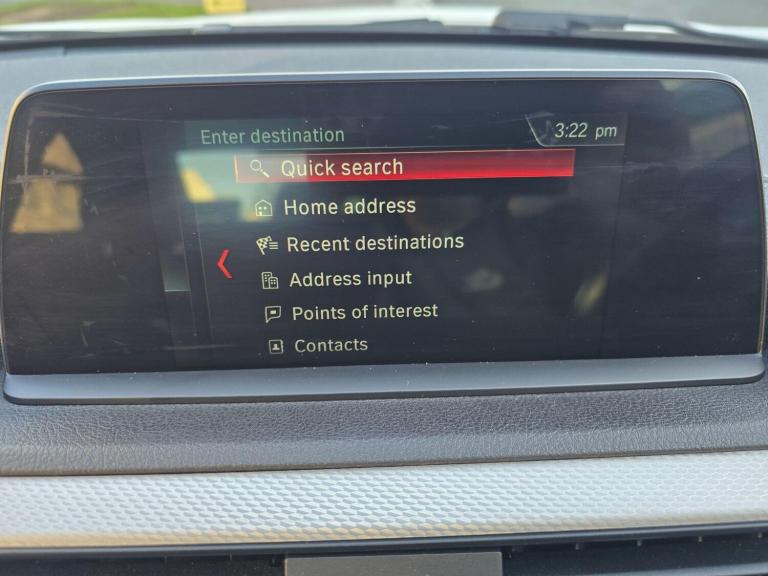 Enter destination
3:22 pm
Quick search
Home address
Recent destinations
Address input
Points of interest
Contacts